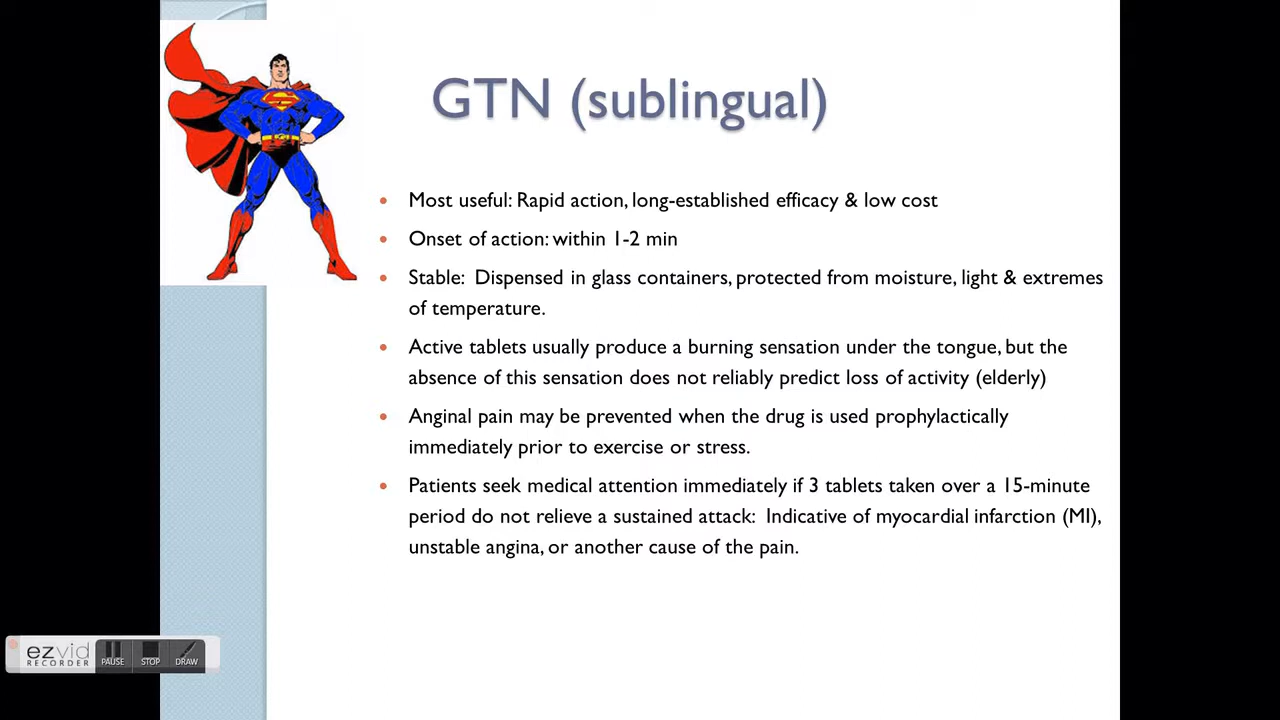 GTN (sublingual)
• Most useful: Rapid action, long-established efficacy & low cost
• Onset of action: within 1-2 min
• Stable:  Dispensed in glass containers, protected from moisture, light & extremes
of temperature.
• Active tablets usually produce a burning sensation under the tongue, but the
absence of this sensation does not reliably predict loss of activity (elderly)
• Anginal pain may be prevented when the drug is used prophylactically
immediately prior to exercise or stress.
• Patients seek medical attention immediately if 3 tablets taken over a 15-minute
period do not relieve a sustained attack:  Indicative of myocardial infarction (MI),
unstable angina, or another cause of the pain.
ezvid
RECORDER
PAUSE STOP DRAW